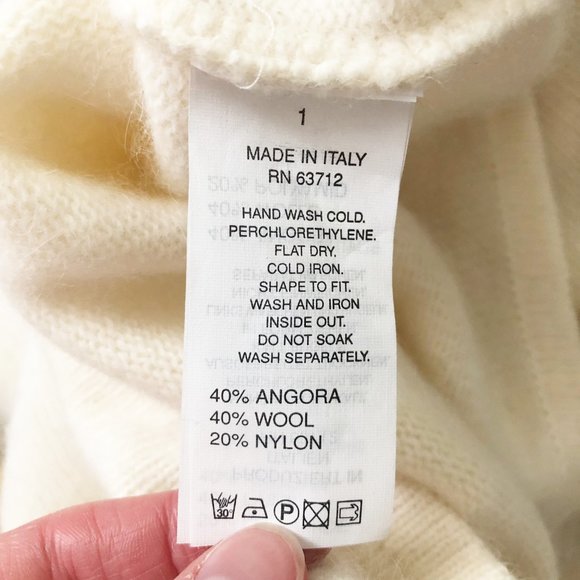 1
MADE IN ITALY
RN 63712
HAND WASH COLD.
PERCHLORETHYLENE.
FLAT DRY.
COLD IRON.
SHAPE TO FIT.
WASH AND IRON
INSIDE OUT.
DO NOT SOAK
WASH SEPARATELY.
40% ANGORA
40% WOOL
20% NYLON
30° P